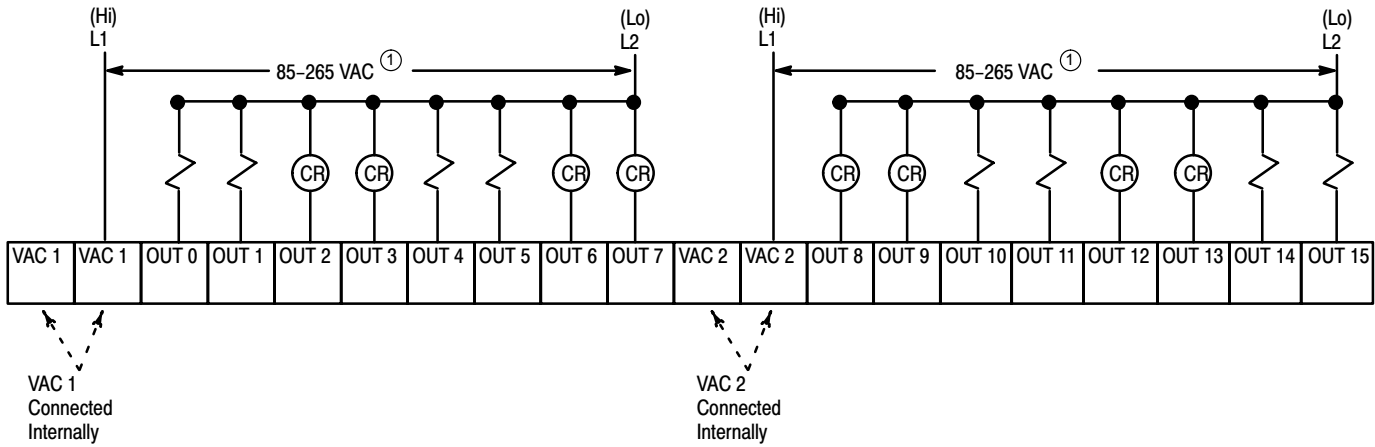 (Hi)
L1
(Lo)
L2
(Hi)
L1
(Lo)
L2
85–265 VAC ①
85–265 VAC ①
CR CR CR CR CR CR CR CR
VAC 1 VAC 1 OUT 0 OUT 1 OUT 2 OUT 3 OUT 4 OUT 5 OUT 6 OUT 7 VAC 2 VAC 2 OUT 8 OUT 9 OUT 10 OUT 11 OUT 12 OUT 13 OUT 14 OUT 15
VAC 1
Connected
Internally
VAC 2
Connected
Internally